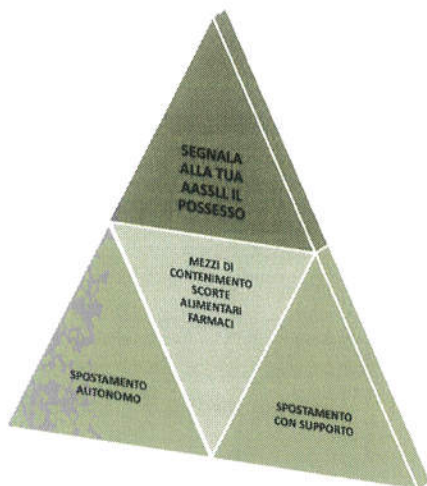 SEGNALA
ALLA TUA
AASSLL IL
POSSESSO
MEZZI DI
CONTENIMENTO
SCORTE
ALIMENTARI
FARMACI
SPOSTAMENTO
AUTONOMO
SPOSTAMENTO
CON SUPPORTO